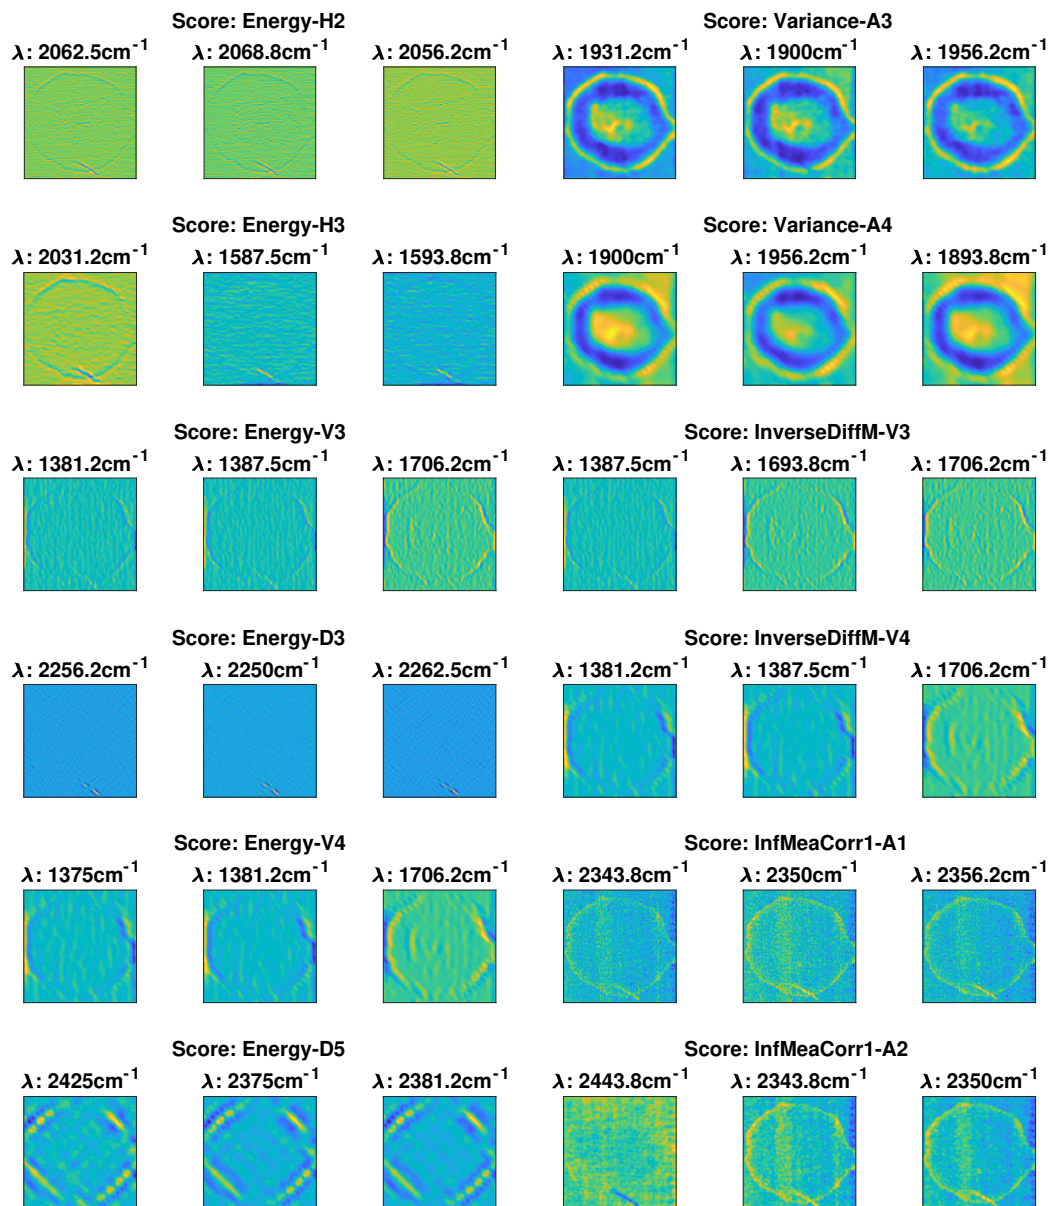 Score: Energy-H2
λ: 2062.5cm⁻¹ λ: 2068.8cm⁻¹ λ: 2056.2cm⁻¹
Score: Variance-A3
λ: 1931.2cm⁻¹ λ: 1900cm⁻¹ λ: 1956.2cm⁻¹
Score: Energy-H3
λ: 2031.2cm⁻¹ λ: 1587.5cm⁻¹ λ: 1593.8cm⁻¹
Score: Variance-A4
λ: 1900cm⁻¹ λ: 1956.2cm⁻¹ λ: 1893.8cm⁻¹
Score: Energy-V3
λ: 1381.2cm⁻¹ λ: 1387.5cm⁻¹ λ: 1706.2cm⁻¹
Score: InverseDiffM-V3
λ: 1387.5cm⁻¹ λ: 1693.8cm⁻¹ λ: 1706.2cm⁻¹
Score: Energy-D3
λ: 2256.2cm⁻¹ λ: 2250cm⁻¹ λ: 2262.5cm⁻¹
Score: InverseDiffM-V4
λ: 1381.2cm⁻¹ λ: 1387.5cm⁻¹ λ: 1706.2cm⁻¹
Score: Energy-V4
λ: 1375cm⁻¹ λ: 1381.2cm⁻¹ λ: 1706.2cm⁻¹
Score: InfMeaCorr1-A1
λ: 2343.8cm⁻¹ λ: 2350cm⁻¹ λ: 2356.2cm⁻¹
Score: Energy-D5
λ: 2425cm⁻¹ λ: 2375cm⁻¹ λ: 2381.2cm⁻¹
Score: InfMeaCorr1-A2
λ: 2443.8cm⁻¹ λ: 2343.8cm⁻¹ λ: 2350cm⁻¹